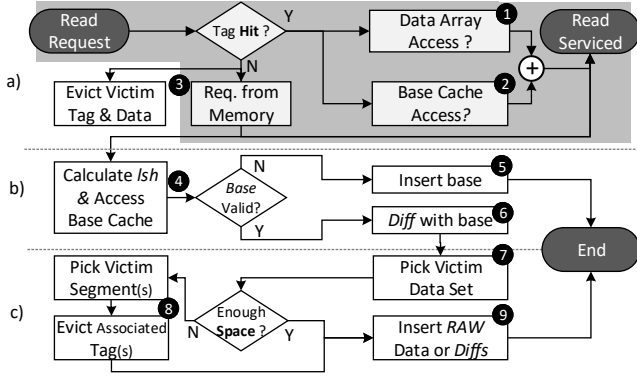 Read
Request
Tag Hit ?
Y
N
Data Array
Access ?
1
Read
Serviced
+
a)
Evict Victim
Tag & Data
3
Req. from
Memory
Base Cache
Access?
2
b)
Calculate lsh
& Access
Base Cache
4
Base
Valid?
N
Y
Insert base
5
Diff with base
6
End
c)
Pick Victim
Segment(s)
Evict Associated
Tag(s)
8
Enough
Space ?
N
Y
Pick Victim
Data Set
7
Insert RAW
Data or Diffs
9